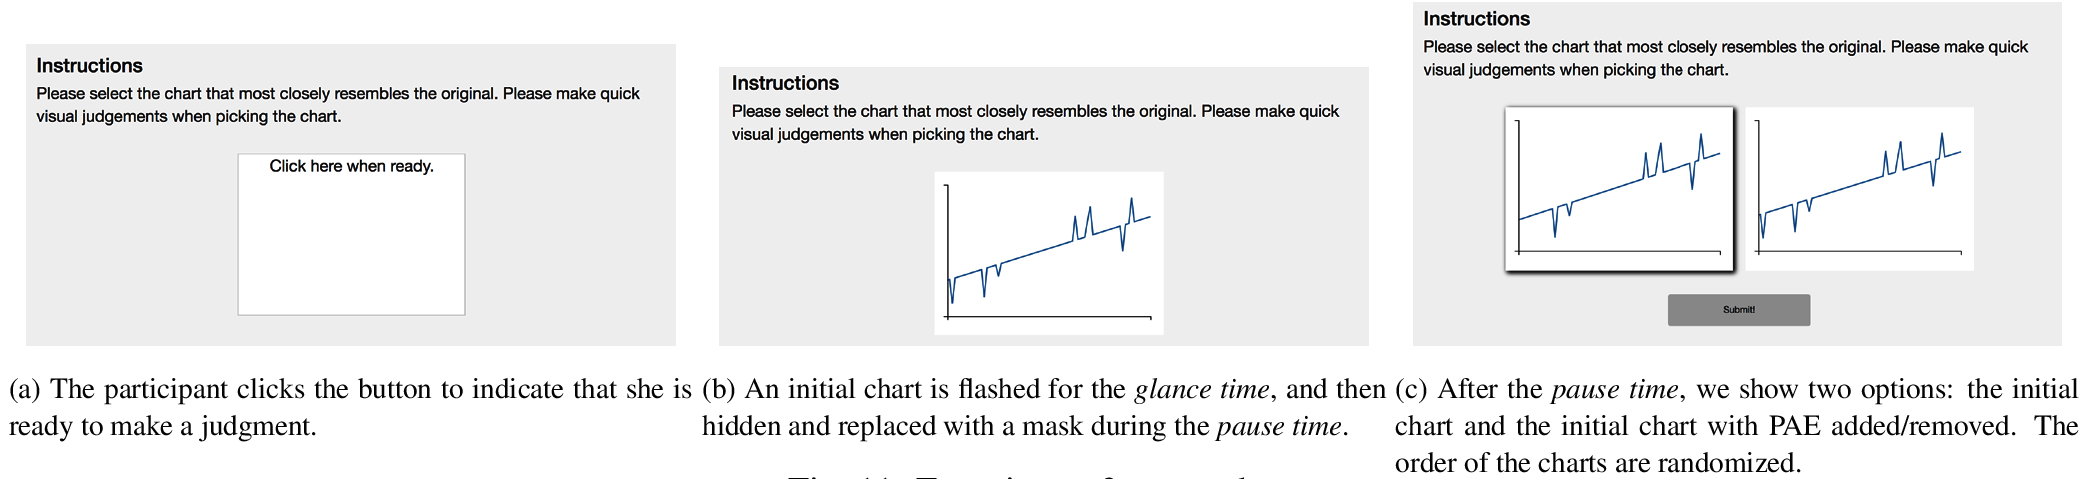 Instructions
Please select the chart that most closely resembles the original. Please make quick
visual judgements when picking the chart.
Click here when ready.
(a) The participant clicks the button to indicate that she is
ready to make a judgment.
Instructions
Please select the chart that most closely resembles the original. Please make quick
visual judgements when picking the chart.
(b) An initial chart is flashed for the glance time, and then
hidden and replaced with a mask during the pause time.
Instructions
Please select the chart that most closely resembles the original. Please make quick
visual judgements when picking the chart.
Submit!
(c) After the pause time, we show two options: the initial
chart and the initial chart with PAE added/removed. The
order of the charts are randomized.